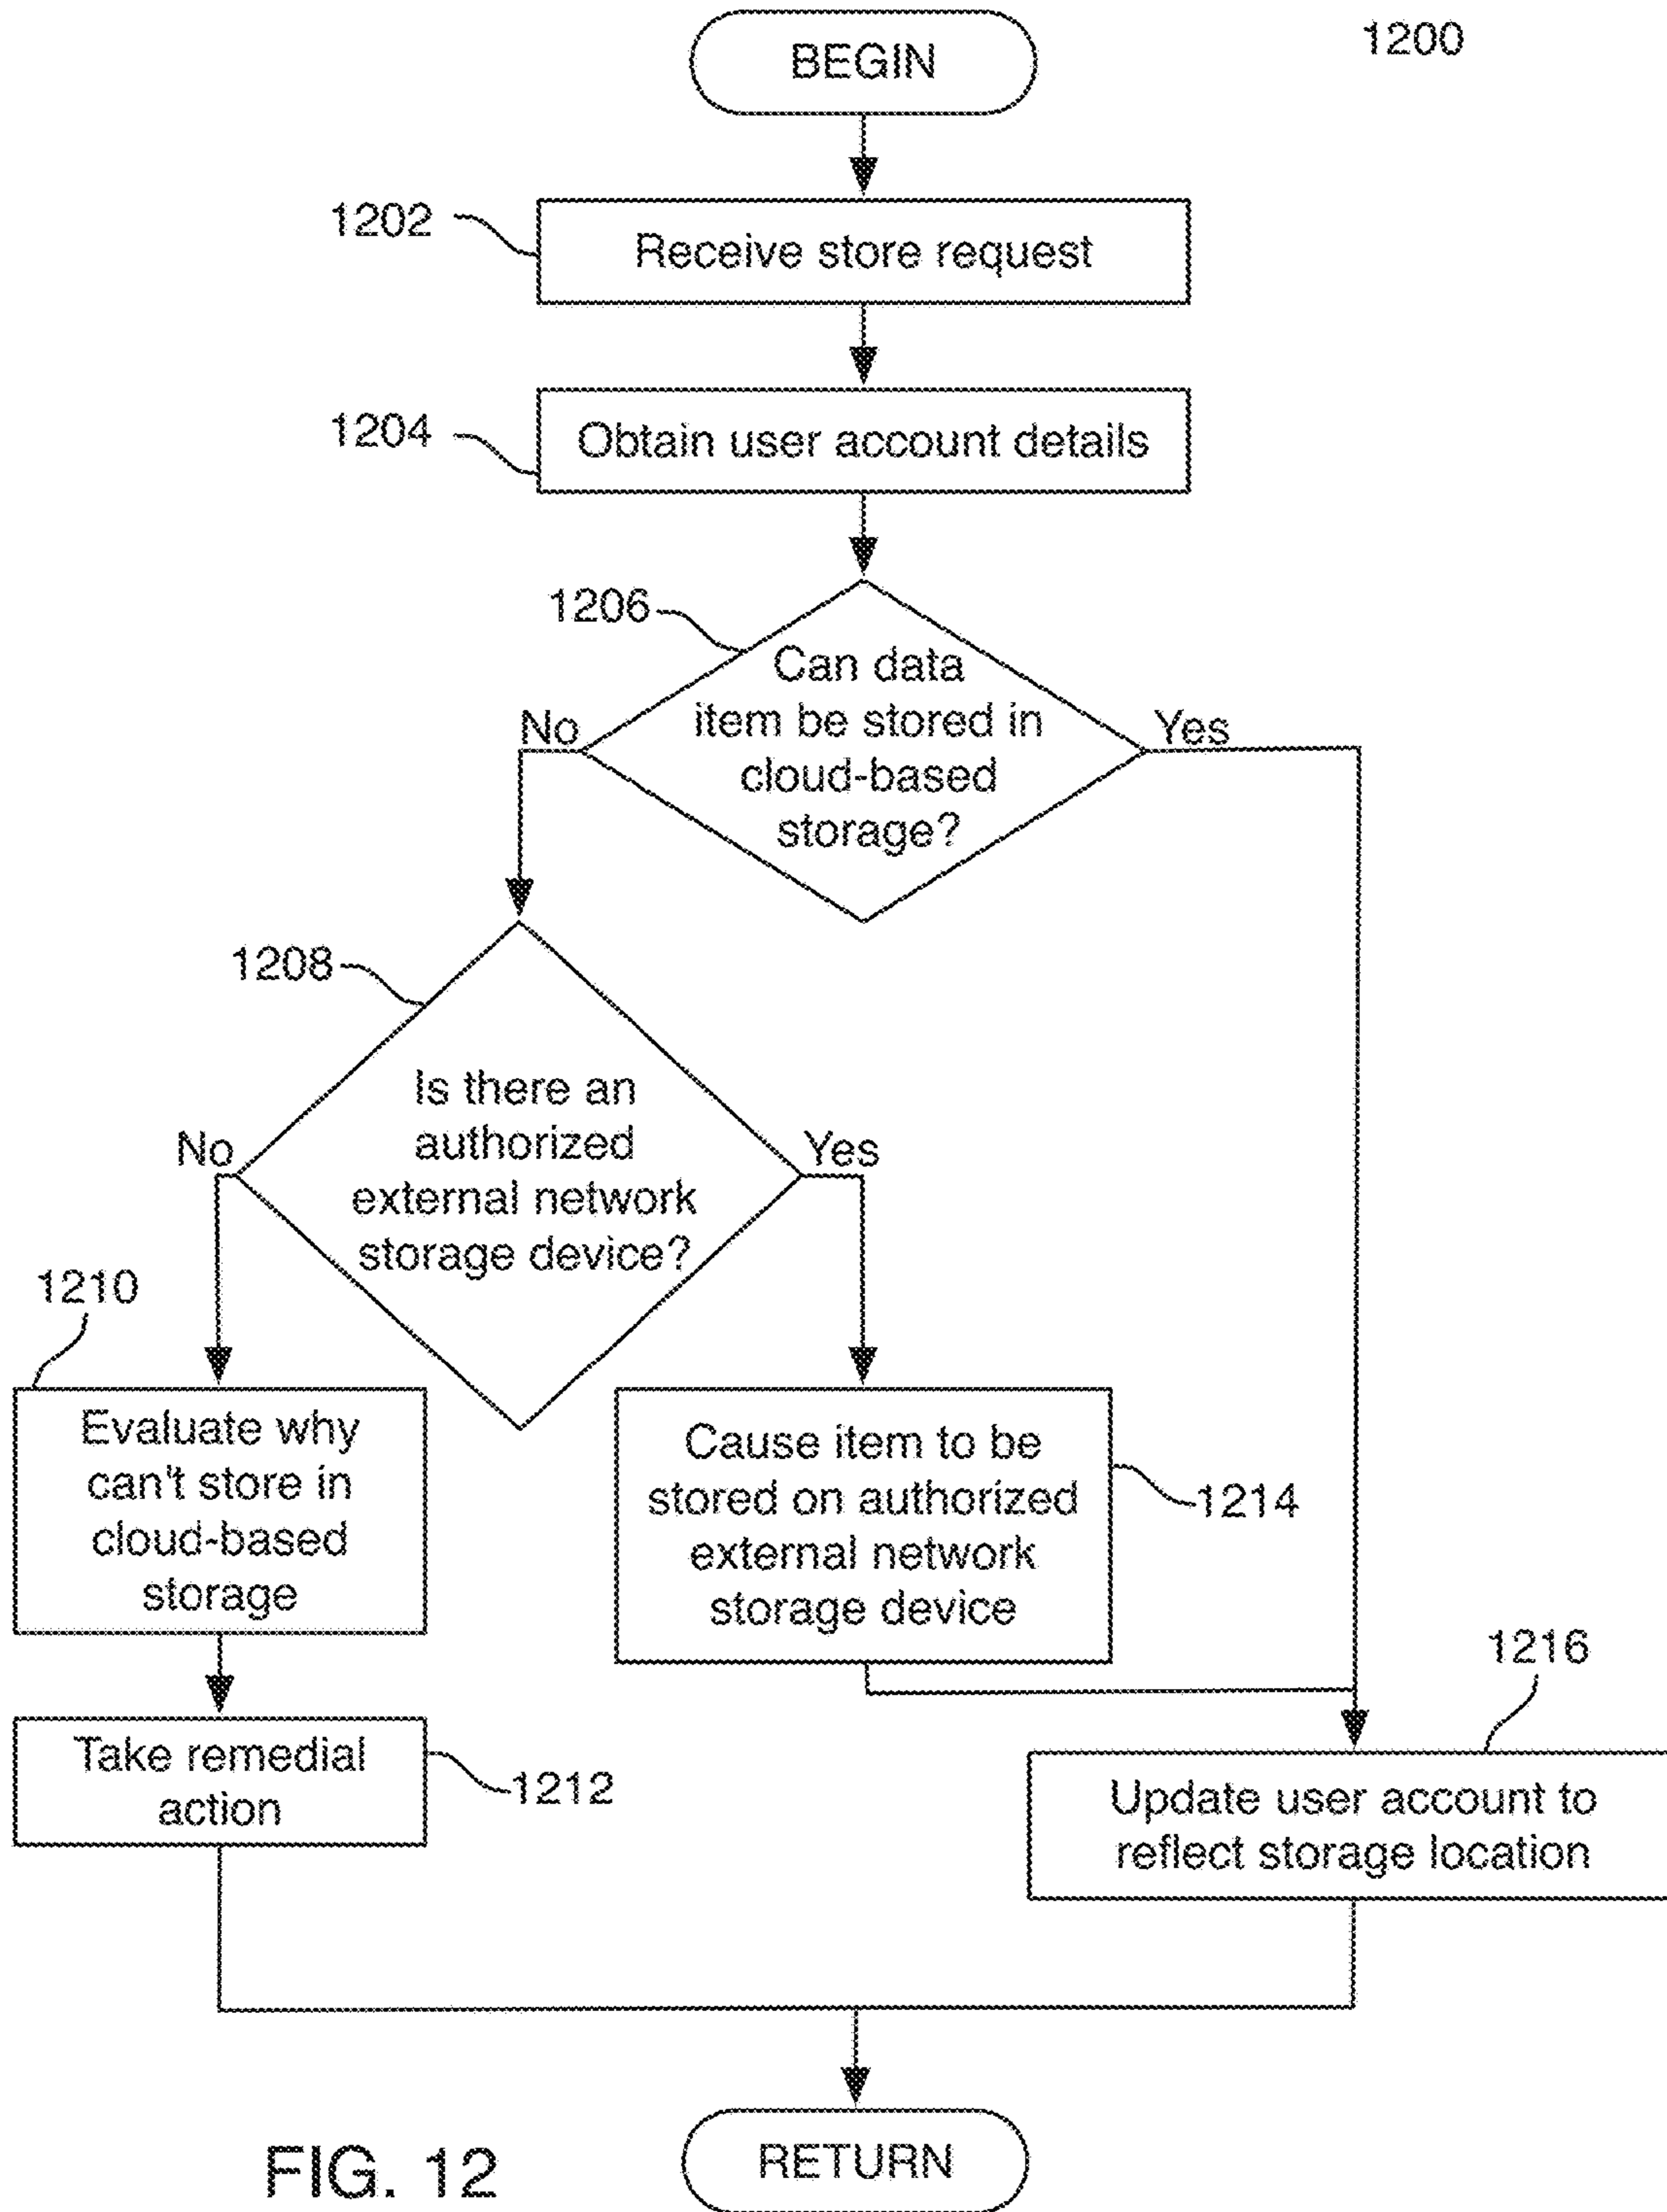 1200
BEGIN
1202
Receive store request
1204
Obtain user account details
1206
Can data
item be stored in
cloud-based
storage?
No
Yes
1208
Is there an
authorized
external network
storage device?
No
Yes
1210
Evaluate why
can't store in
cloud-based
storage
Cause item to be
stored on authorized
external network
storage device
1214
1216
Take remedial
action
1212
Update user account to
reflect storage location
RETURN
FIG. 12